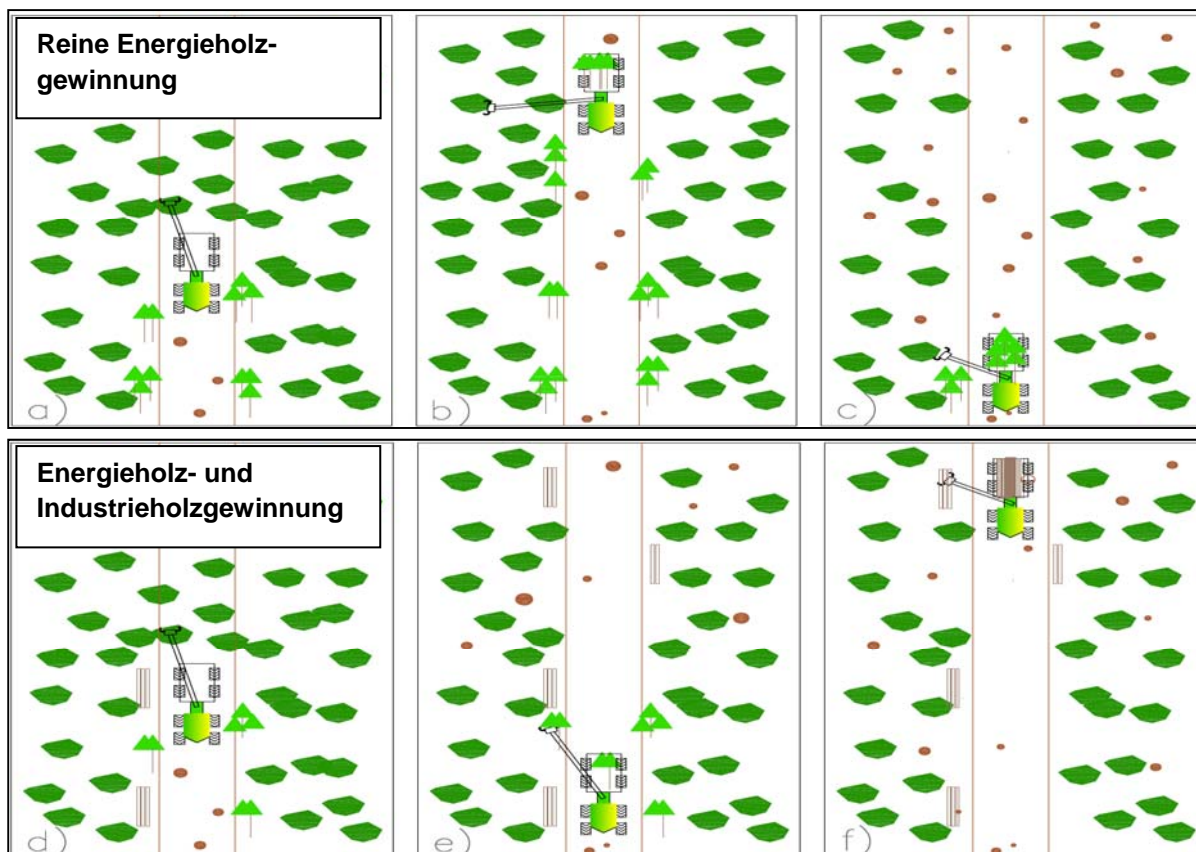 Reine Energieholz-
gewinnung
a)
b)
c)
Energieholz- und
Industrieholzgewinnung
d)
e)
f)